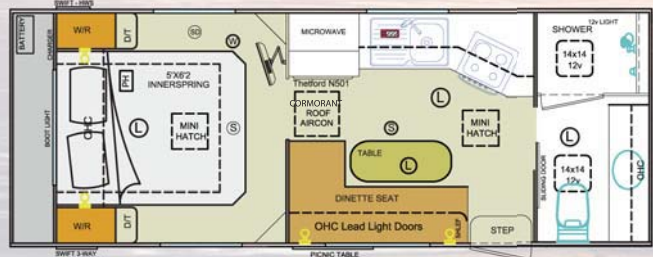 SWIFT - HWS
BATTERY
CHARGER
W/R
D/T
SD
W
MICROWAVE
SHOWER
12v LIGHT
14x14
12v
PH
5'X6'2
INNERSPRING
OHC
L
MINI
HATCH
S
Thetford N501
CORMORANT
ROOF
AIRCON
L
S
MINI
HATCH
L
14x14
12v
OHC
BOOT LIGHT
TABLE
L
SLIDING DOOR
DINETTE SEAT
W/R
D/T
OHC Lead Light Doors
SHLEF
STEP
SWIFT 3-WAY
PICNIC TABLE